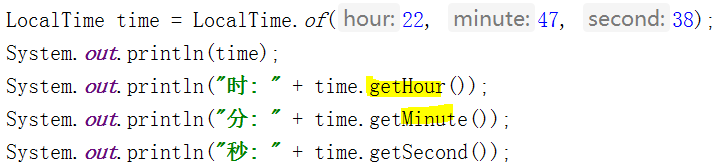 LocalTime time = LocalTime.of( hour: 22, minute: 47, second: 38);
System.out.println(time);
System.out.println("时: " + time.getHour());
System.out.println("分: " + time.getMinute());
System.out.println("秒: " + time.getSecond());